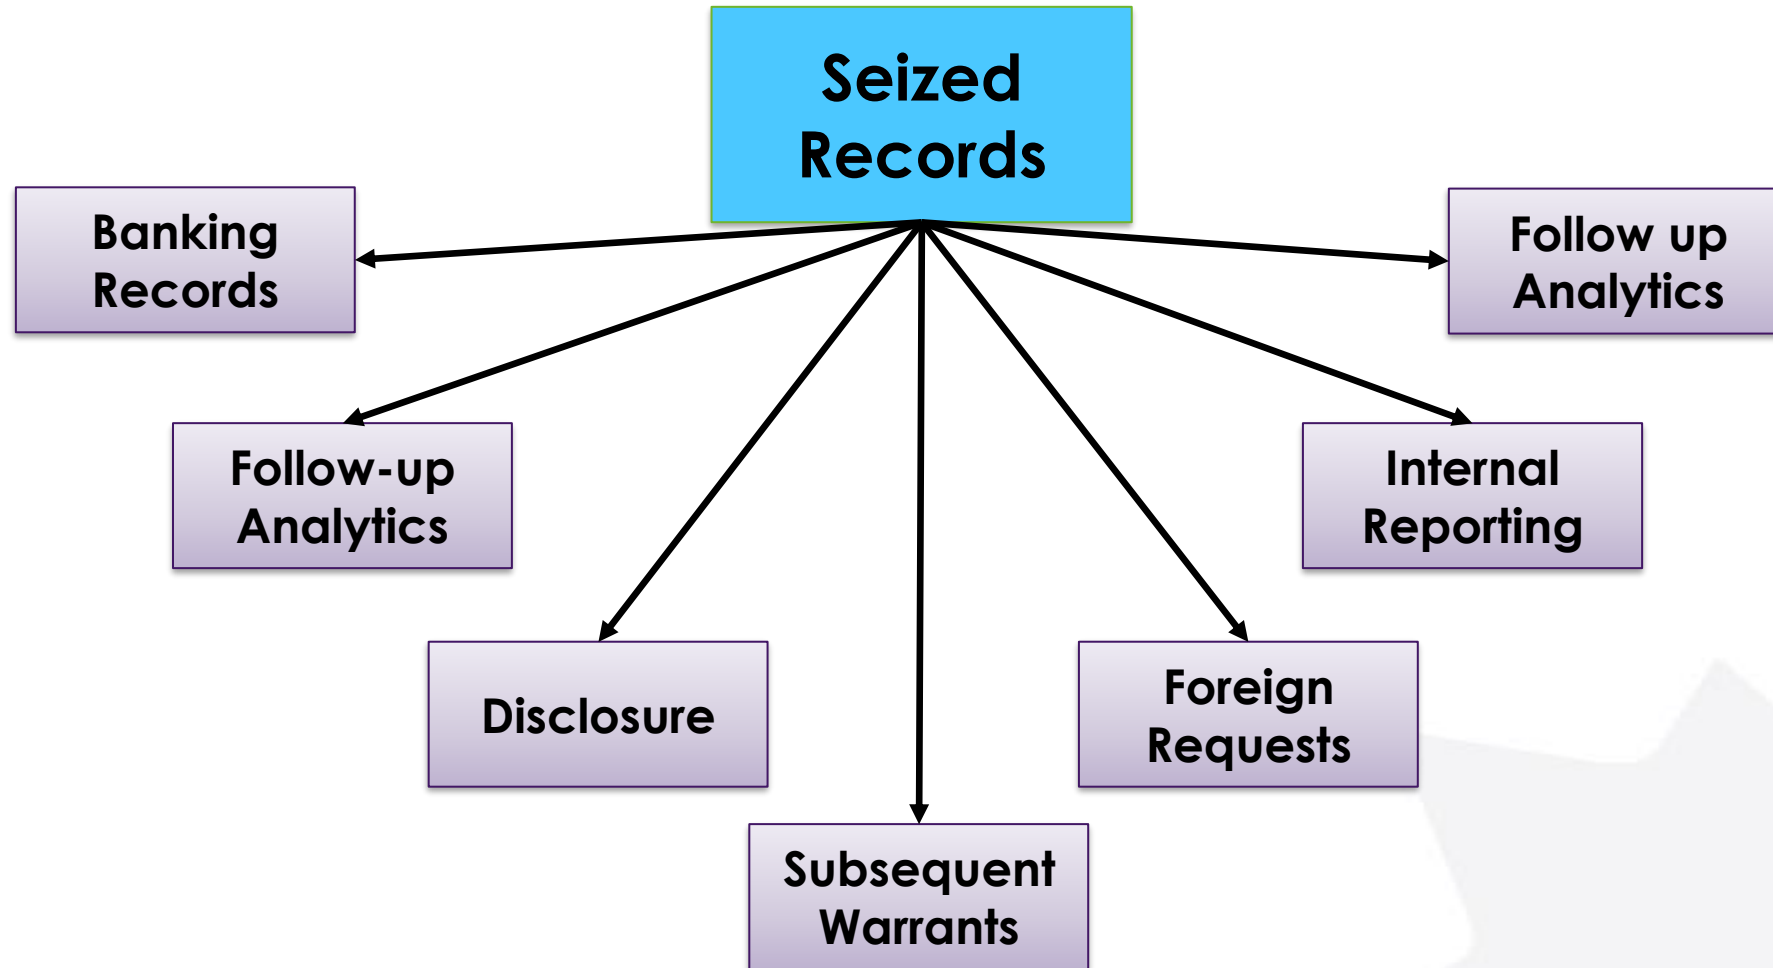 Seized
Records
Banking
Records
Follow up
Analytics
Follow-up
Analytics
Internal
Reporting
Disclosure
Foreign
Requests
Subsequent
Warrants